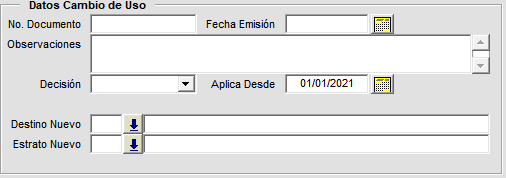 Datos Cambio de Uso
No. Documento Fecha Emisión
Observaciones
Decisión Aplica Desde 01/01/2021
Destino Nuevo
Estrato Nuevo